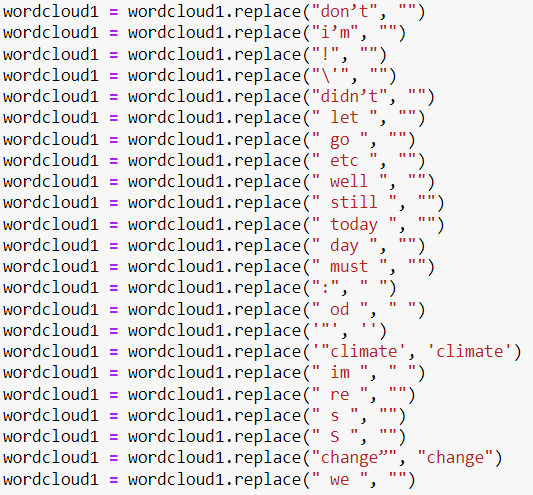 wordcloud1 = wordcloud1.replace("don’t", "")
wordcloud1 = wordcloud1.replace("i’m", "")
wordcloud1 = wordcloud1.replace("!", "")
wordcloud1 = wordcloud1.replace("\'", "")
wordcloud1 = wordcloud1.replace("didn’t", "")
wordcloud1 = wordcloud1.replace(" let ", "")
wordcloud1 = wordcloud1.replace(" go ", "")
wordcloud1 = wordcloud1.replace(" etc ", "")
wordcloud1 = wordcloud1.replace(" well ", "")
wordcloud1 = wordcloud1.replace(" still ", "")
wordcloud1 = wordcloud1.replace(" today ", "")
wordcloud1 = wordcloud1.replace(" day ", "")
wordcloud1 = wordcloud1.replace(" must ", "")
wordcloud1 = wordcloud1.replace(":", " ")
wordcloud1 = wordcloud1.replace(" od ", " ")
wordcloud1 = wordcloud1.replace('"', '')
wordcloud1 = wordcloud1.replace('"climate', 'climate')
wordcloud1 = wordcloud1.replace(" im ", " ")
wordcloud1 = wordcloud1.replace(" re ", "")
wordcloud1 = wordcloud1.replace(" s ", "")
wordcloud1 = wordcloud1.replace(" S ", "")
wordcloud1 = wordcloud1.replace("change”", "change")
wordcloud1 = wordcloud1.replace(" we ", "")